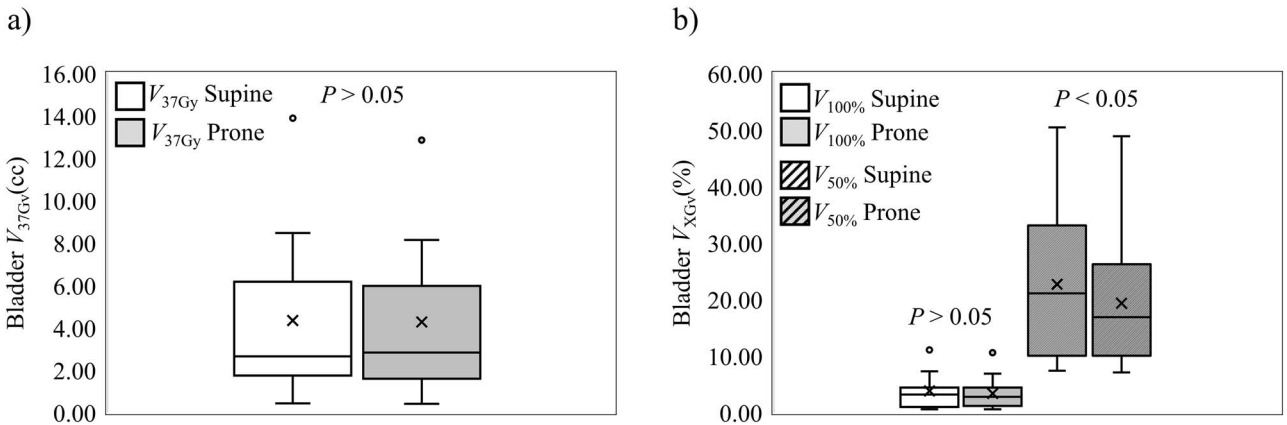 a)
Bladder V37Gv(cc)
16.00
14.00
12.00
10.00
8.00
6.00
4.00
2.00
0.00
V37Gy Supine
V37Gy Prone
P > 0.05
b)
Bladder VXGv(%)
60.00
50.00
40.00
30.00
20.00
10.00
0.00
V100% Supine
V100% Prone
V50% Supine
V50% Prone
P < 0.05
P > 0.05